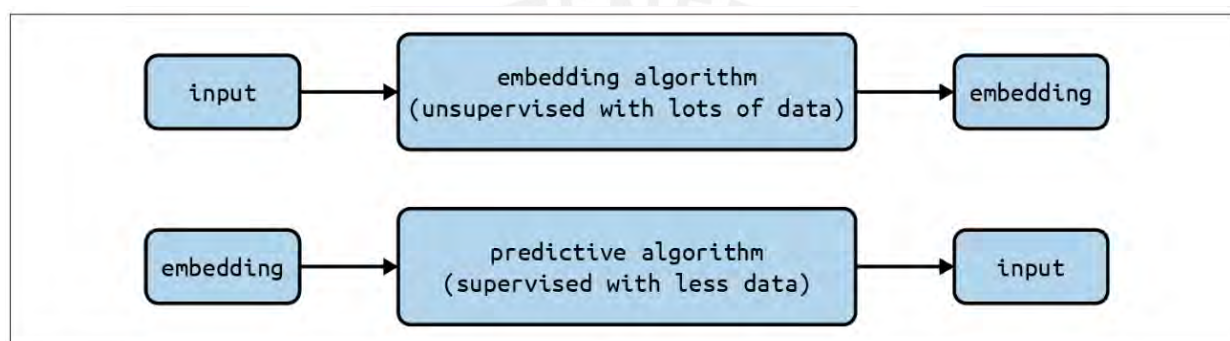 input
embedding algorithm
(unsupervised with lots of data)
embedding
embedding
predictive algorithm
(supervised with less data)
input